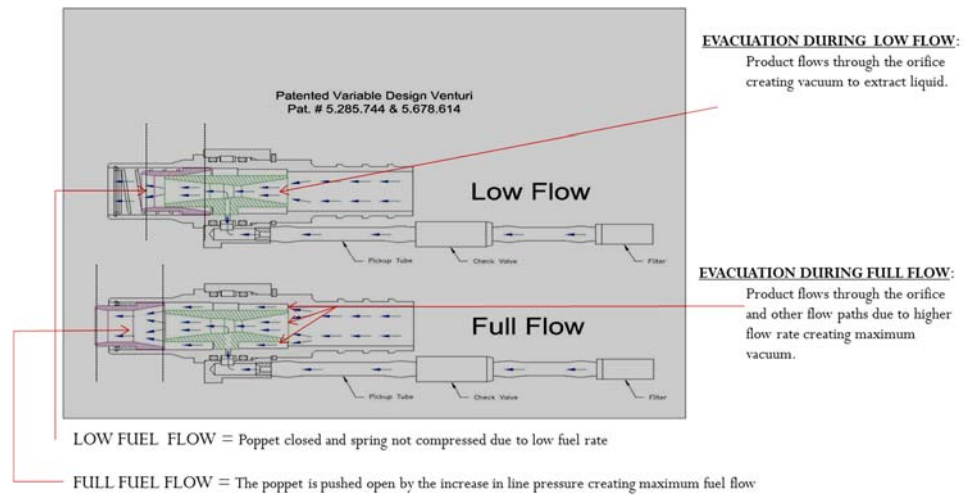 EVACUATION DURING LOW FLOW:
Product flows through the orifice
creating vacuum to extract liquid.
Patented Variable Design Venturi
Pat. # 5.285.744 & 5.678.614
Low Flow
Pickup Tube
Check Valve
Filter
EVACUATION DURING FULL FLOW:
Product flows through the orifice
and other flow paths due to higher
flow rate creating maximum
vacuum.
Full Flow
Pickup Tube
Check Valve
Filter
LOW FUEL FLOW = Poppet closed and spring not compressed due to low fuel rate
FULL FUEL FLOW = The poppet is pushed open by the increase in line pressure creating maximum fuel flow